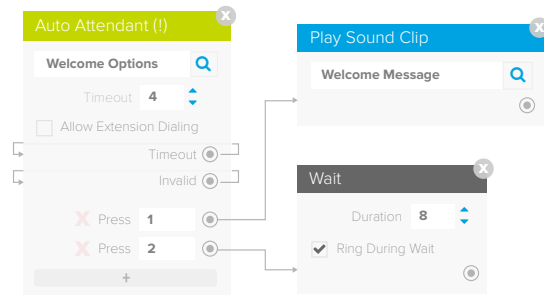 Auto Attendant (!)
X
Welcome Options
Timeout 4
Allow Extension Dialing
Timeout
Invalid
X Press 1
X Press 2
+
Play Sound Clip
X
Welcome Message
Wait
X
Duration 8
Ring During Wait